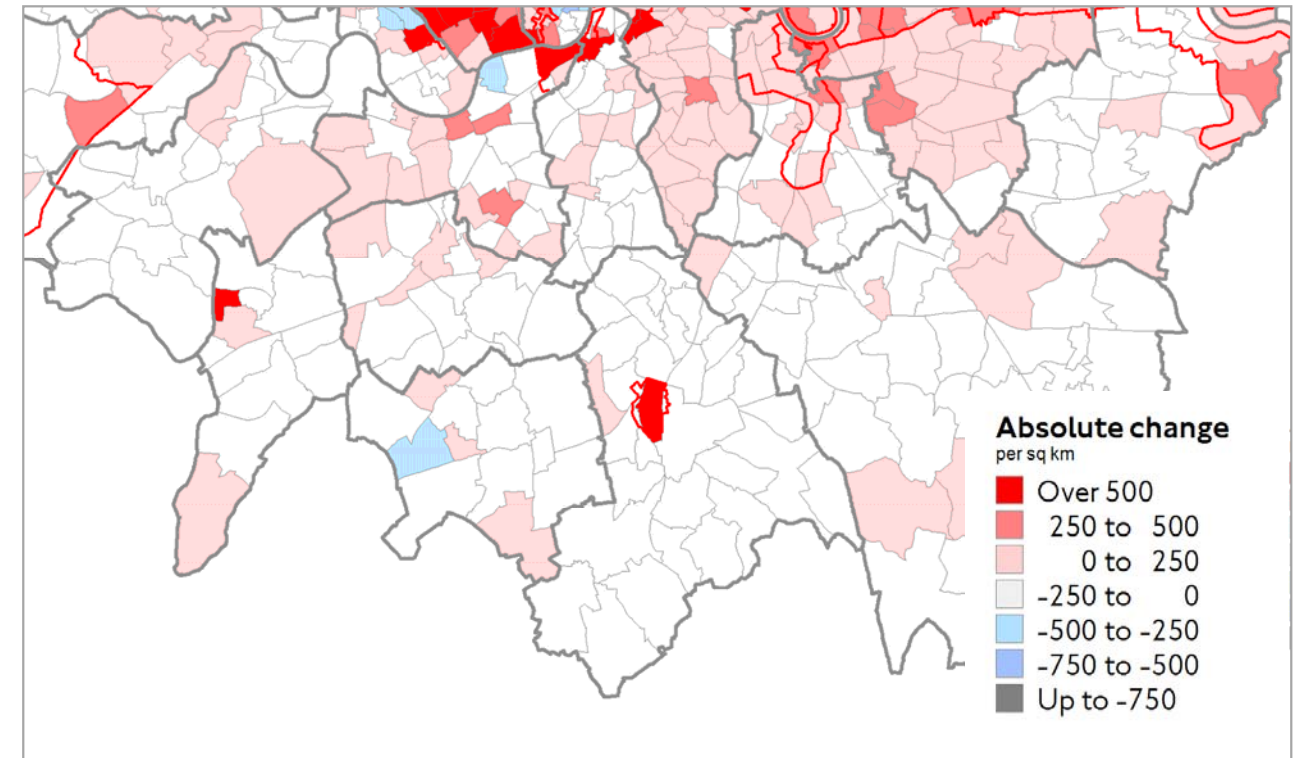 Absolute change
per sq km
Over 500
250 to 500
0 to 250
-250 to 0
-500 to -250
-750 to -500
Up to -750